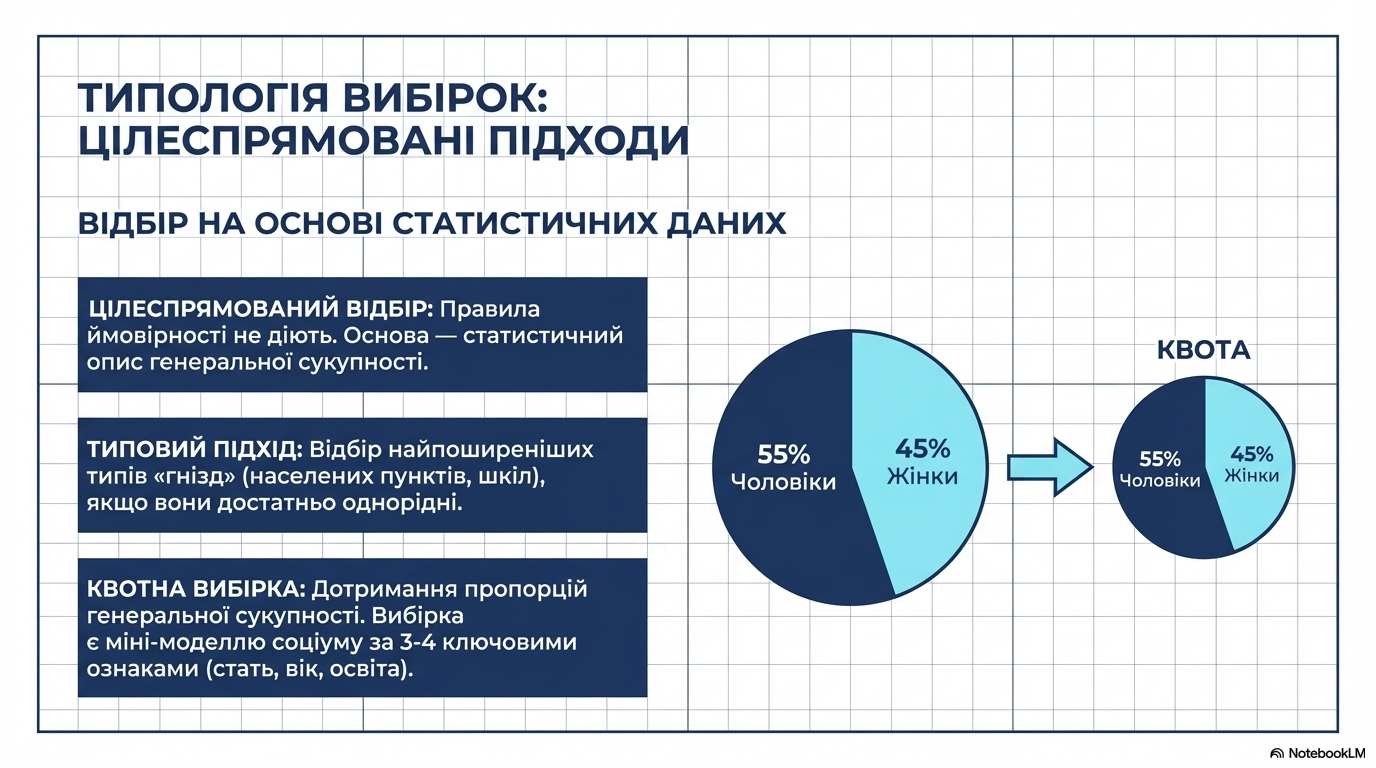 ТИПОЛОГІЯ ВИБІРОК:
ЦІЛЕСПРЯМОВАНІ ПІДХОДИ
ВІДБІР НА ОСНОВІ СТАТИСТИЧНИХ ДАНИХ
ЦІЛЕСПРЯМОВАНИЙ ВІДБІР: Правила
ймовірності не діють. Основа — статистичний
опис генеральної сукупності.
ТИПОВИЙ ПІДХІД: Відбір найпоширеніших
типів «гнізд» (населених пунктів, шкіл),
якщо вони достатньо однорідні.
КВОТНА ВИБІРКА: Дотримання пропорцій
генеральної сукупності. Вибірка
є міні-моделлю соціуму за 3-4 ключовими
ознаками (стать, вік, освіта).
55%
Чоловіки
45%
Жінки
КВОТА
55%
Чоловіки
45%
Жінки
NotebookLM